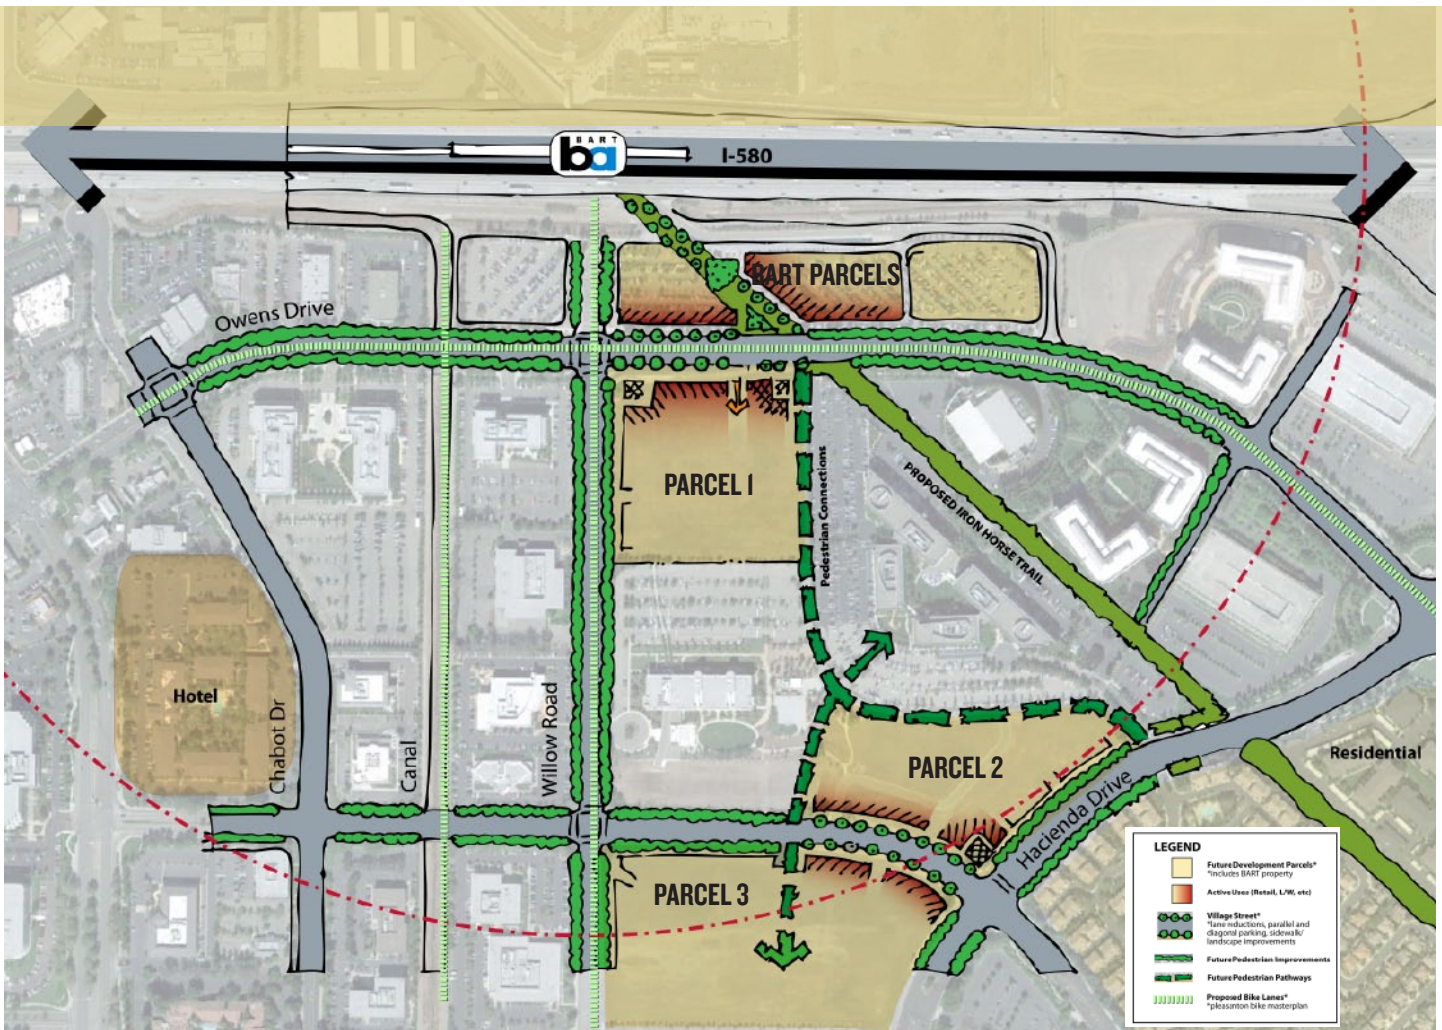 BART
ba
I-580
BART PARCELS
Owens Drive
PARCEL 1
Pedestrian Connections
PROPOSED IRON HORSE TRAIL
Hotel
Chabot Dr
Canal
Willow Road
PARCEL 2
Hacienda Drive
Residential
PARCEL 3
LEGEND
Future Development Parcels*
*includes BART property
Active Uses (Retail, L/W, etc)
Village Street*
*lane reductions, parallel and
diagonal parking, sidewalk/
landscape improvements
Future Pedestrian Improvements
Future Pedestrian Pathways
Proposed Bike Lanes*
*pleasanton bike masterplan